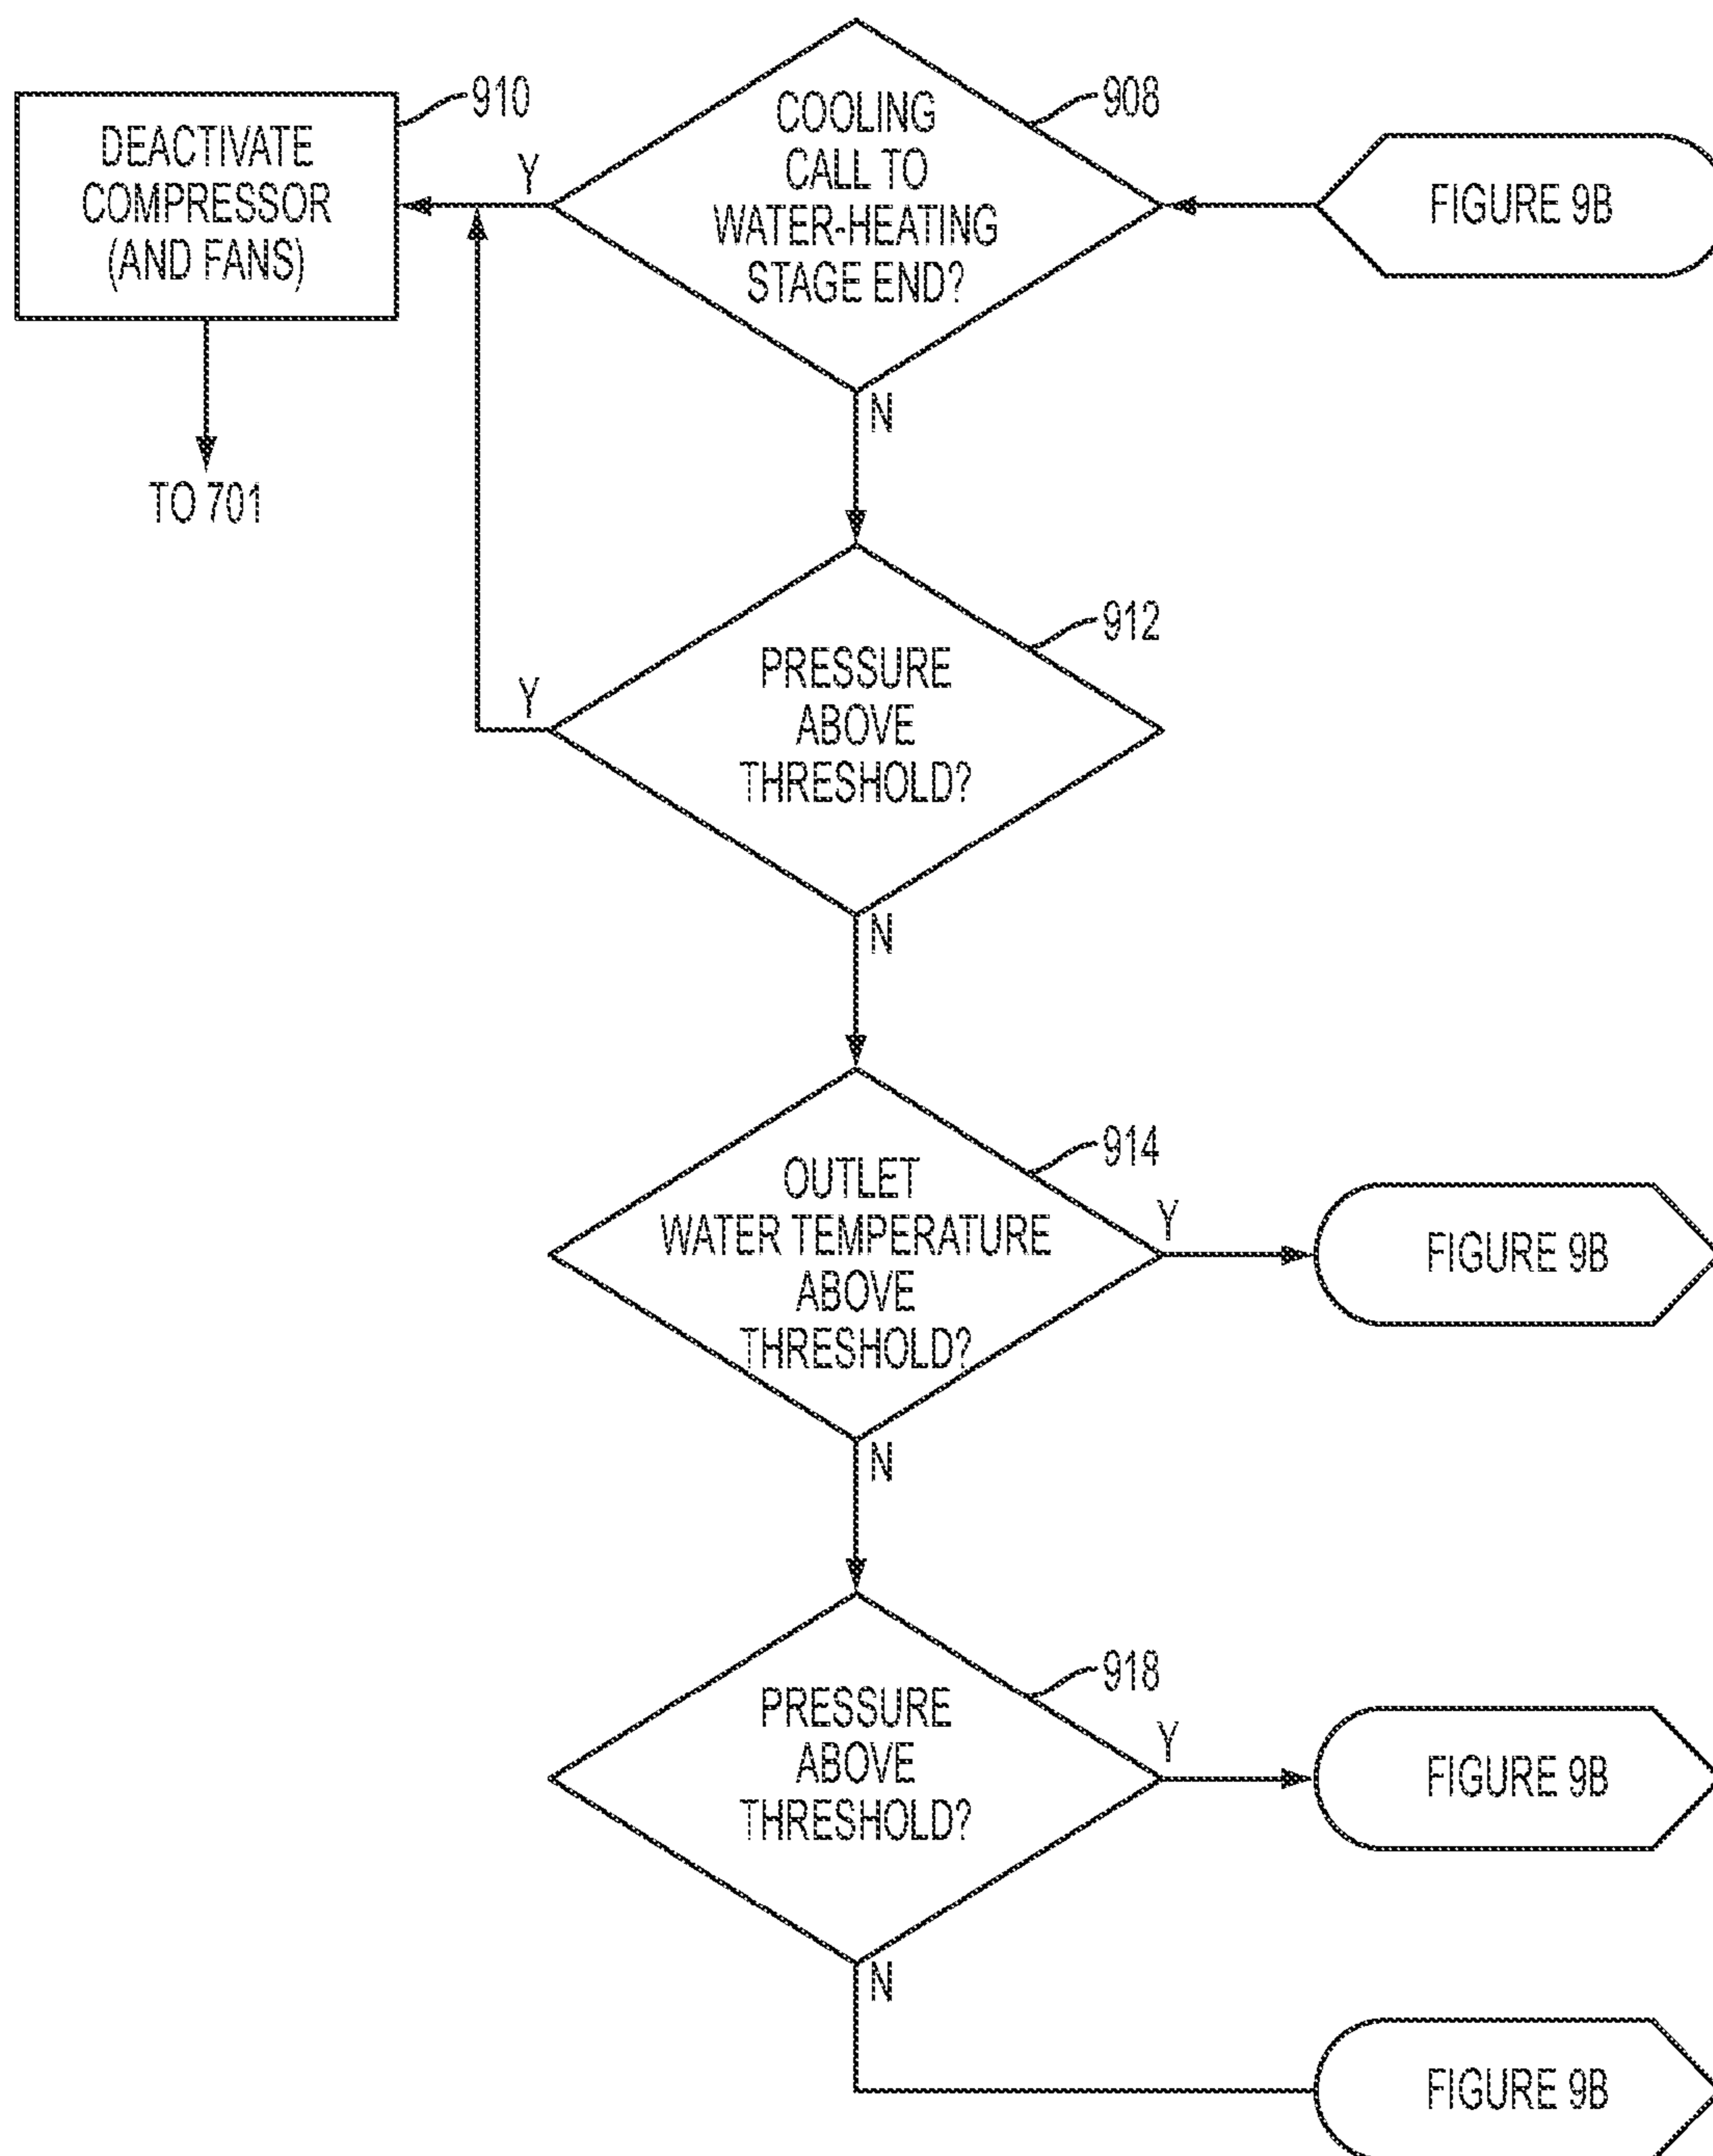 910
DEACTIVATE
COMPRESSOR
(AND FANS)
TO 701
Y
908
COOLING
CALL TO
WATER-HEATING
STAGE END?
FIGURE 9B
N
912
PRESSURE
ABOVE
THRESHOLD?
Y
N
914
OUTLET
WATER TEMPERATURE
ABOVE
THRESHOLD?
Y
FIGURE 9B
N
918
PRESSURE
ABOVE
THRESHOLD?
Y
FIGURE 9B
N
FIGURE 9B